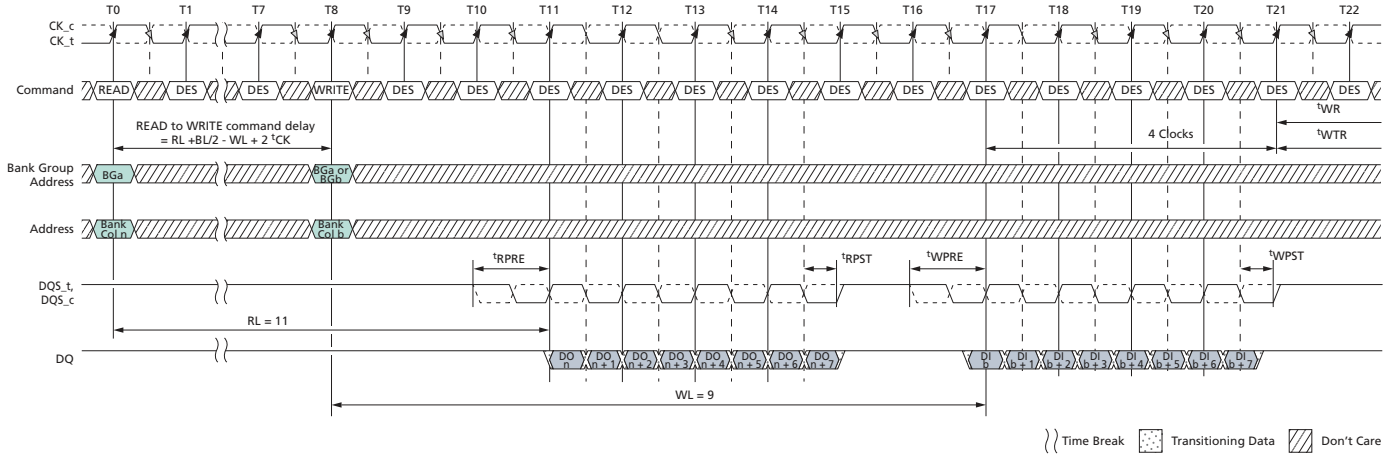 T0 T1 T7 T8 T9 T10 T11 T12 T13 T14 T15 T16 T17 T18 T19 T20 T21 T22
CK_c
CK_t
Command READ DES DES WRITE DES DES DES DES DES DES DES DES DES DES DES DES DES DES
tWR
READ to WRITE command delay
= RL +BL/2 - WL + 2 tCK
4 Clocks
tWTR
Bank Group
Address
BGa
BGa or
BGb
Address
Bank
Col n
Bank
Col b
tRPRE tRPST tWPRE tWPST
DQS_t,
DQS_c
RL = 11
DQ
DO
n
DO
n + 1
DO
n + 2
DO
n + 3
DO
n + 4
DO
n + 5
DO
n + 6
DO
n + 7
DI
b
DI
b + 1
DI
b + 2
DI
b + 3
DI
b + 4
DI
b + 5
DI
b + 6
DI
b + 7
WL = 9
Time Break Transitioning Data Don't Care